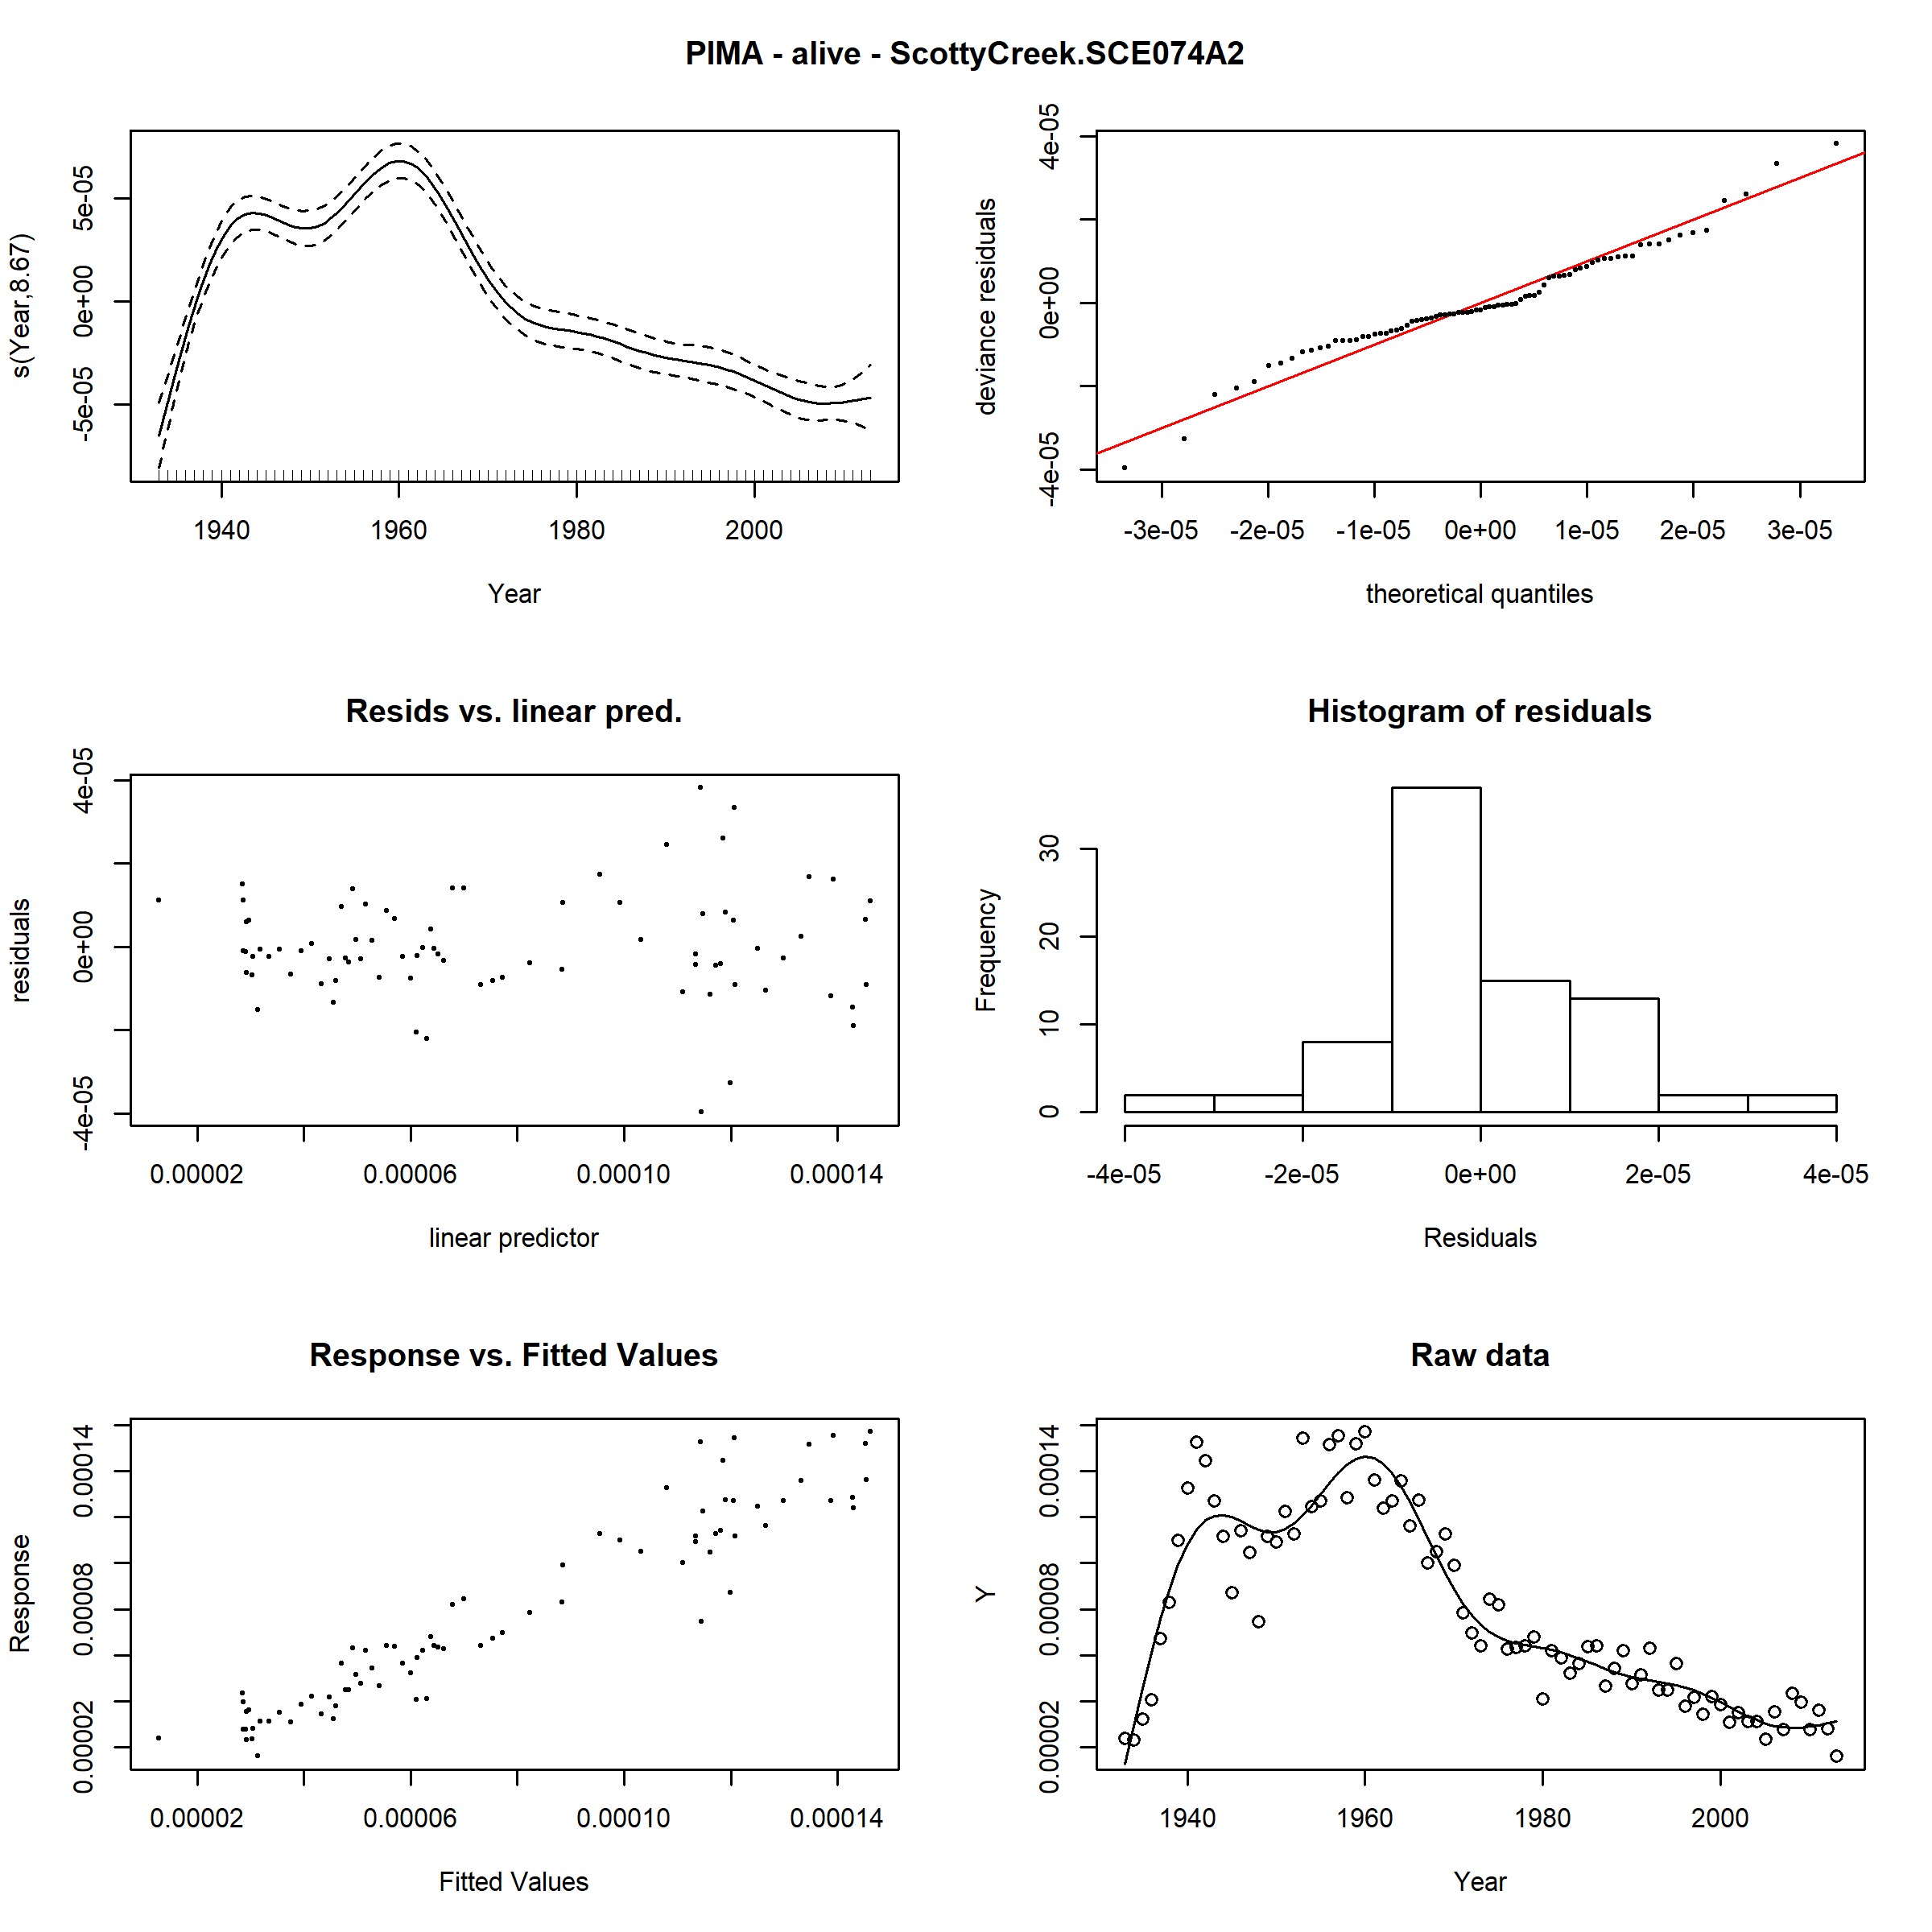 PIMA - alive - ScottyCreek.SCE074A2
s(Year,8.67)
-5e-05 0e+00 5e-05
1940 1960 1980 2000
Year
deviance residuals
-4e-05 0e+00 4e-05
-3e-05 -2e-05 -1e-05 0e+00 1e-05 2e-05 3e-05
theoretical quantiles
Resids vs. linear pred.
residuals
-4e-05 0e+00 4e-05
0.00002 0.00006 0.00010 0.00014
linear predictor
Histogram of residuals
Frequency
0 10 20 30
-4e-05 -2e-05 0e+00 2e-05 4e-05
Residuals
Response vs. Fitted Values
Response
0.00002 0.00008 0.00014
0.00002 0.00006 0.00010 0.00014
Fitted Values
Raw data
Y
0.00002 0.00008 0.00014
1940 1960 1980 2000
Year